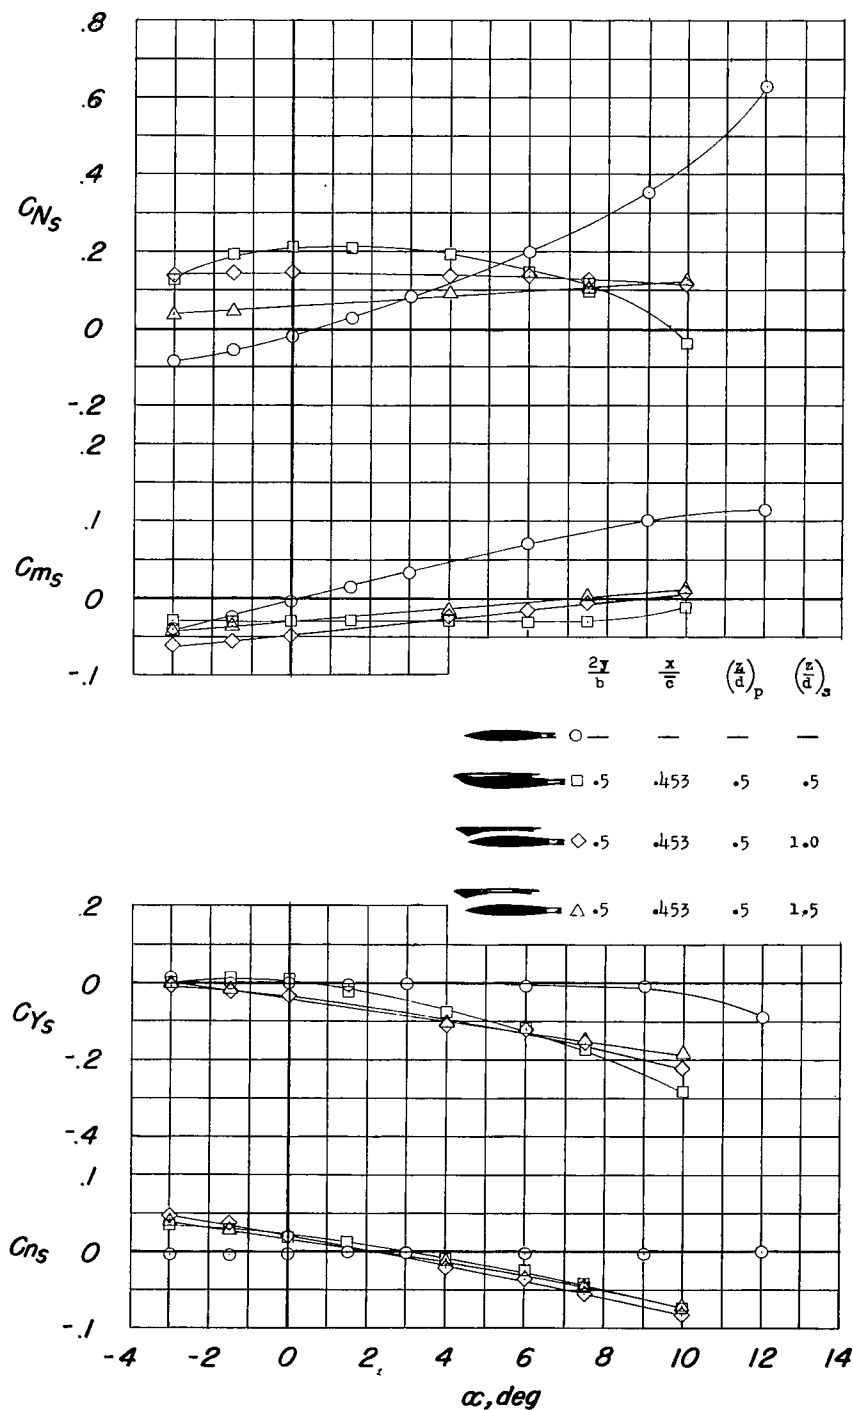 .8
.6
.4
CNs
.2
0
-.2
.2
.1
Cms
0
-.1
2y/b x/c̅ (z/d)p (z/d)s
— — — —
.5 .453 .5 .5
.5 .453 .5 1.0
.5 .453 .5 1.5
.2
0
CYs
-.2
-.4
.1
Cns
0
-.1
-4 -2 0 2 4 6 8 10 12 14
α, deg